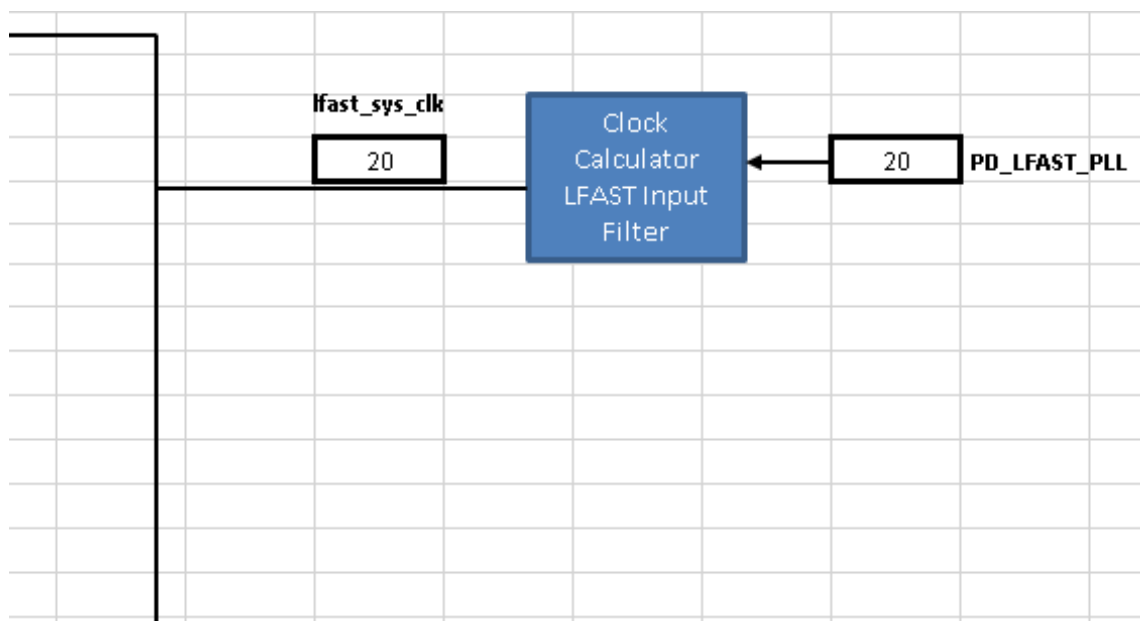 lfast_sys_clk
20
Clock
Calculator
LFAST Input
Filter
20
PD_LFAST_PLL